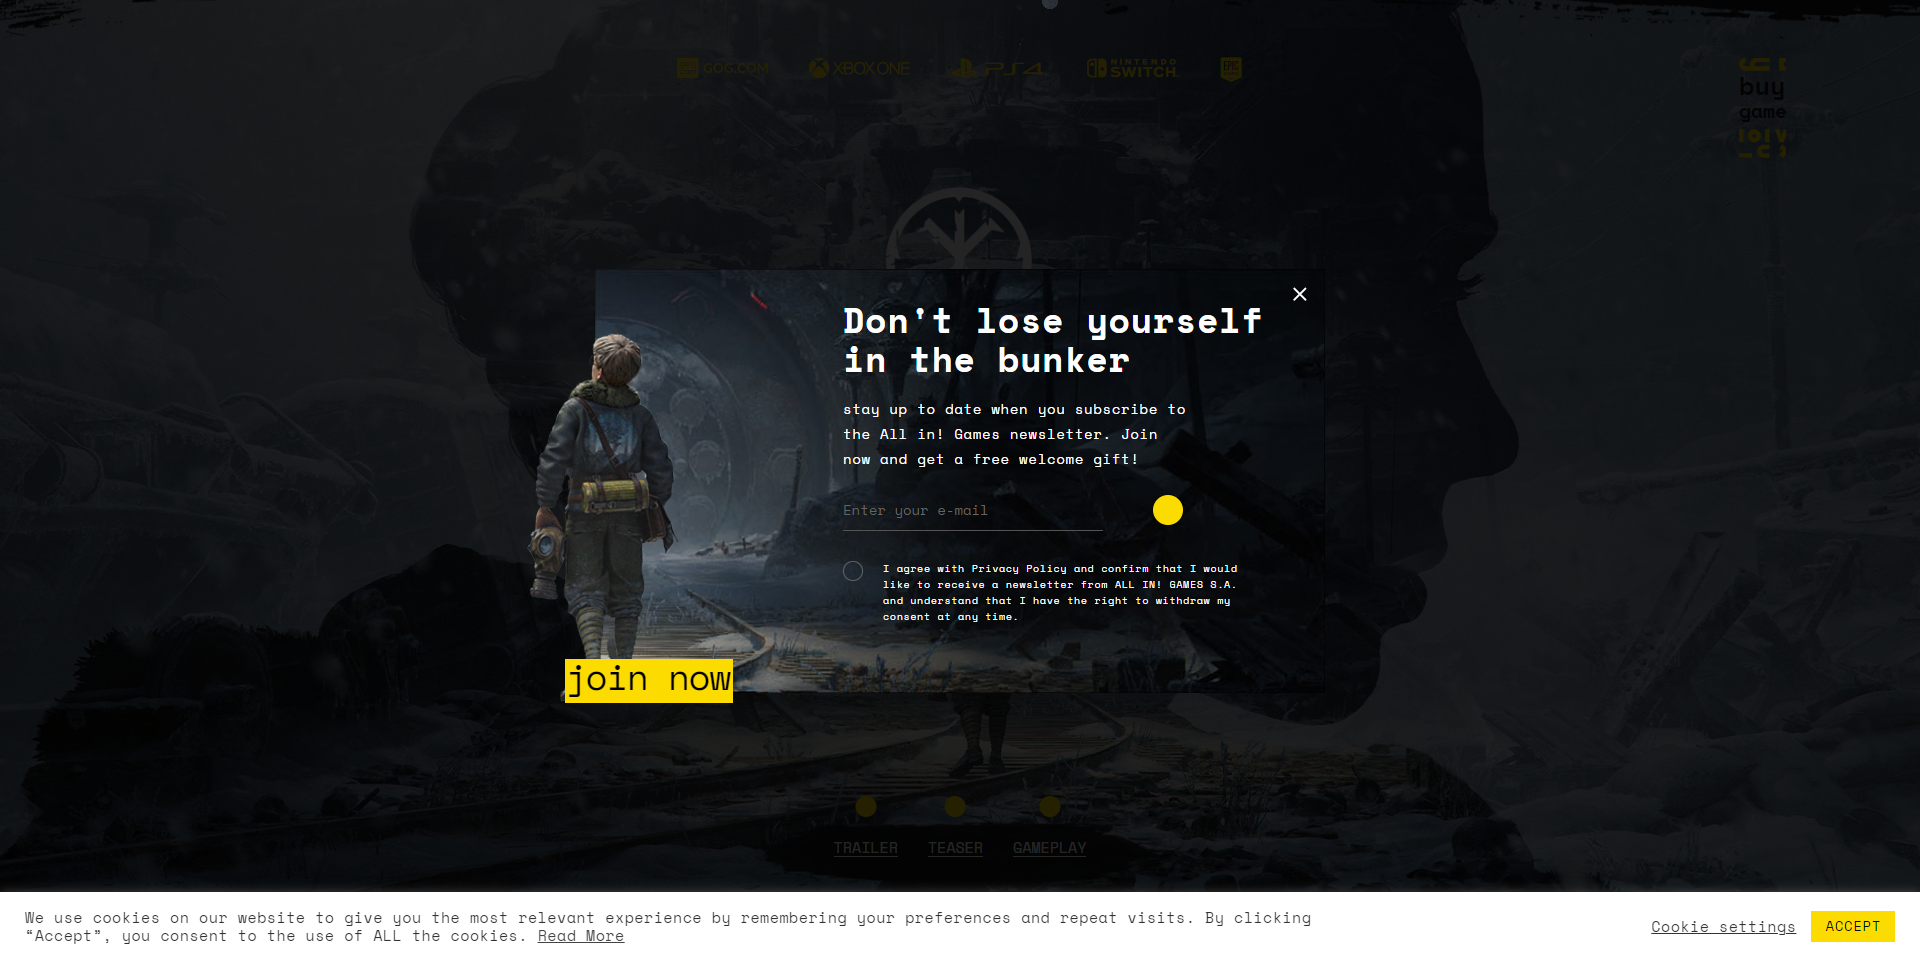 GOG.COM
XBOX ONE
PS4
NINTENDO
SWITCH
EPIC
buy
game
Don't lose yourself
in the bunker
stay up to date when you subscribe to
the All in! Games newsletter. Join
now and get a free welcome gift!
Enter your e-mail
I agree with Privacy Policy and confirm that I would
like to receive a newsletter from ALL IN! GAMES S.A.
and understand that I have the right to withdraw my
consent at any time.
join now
TRAILER
TEASER
GAMEPLAY
We use cookies on our website to give you the most relevant experience by remembering your preferences and repeat visits. By clicking
“Accept”, you consent to the use of ALL the cookies. Read More
Cookie settings
ACCEPT